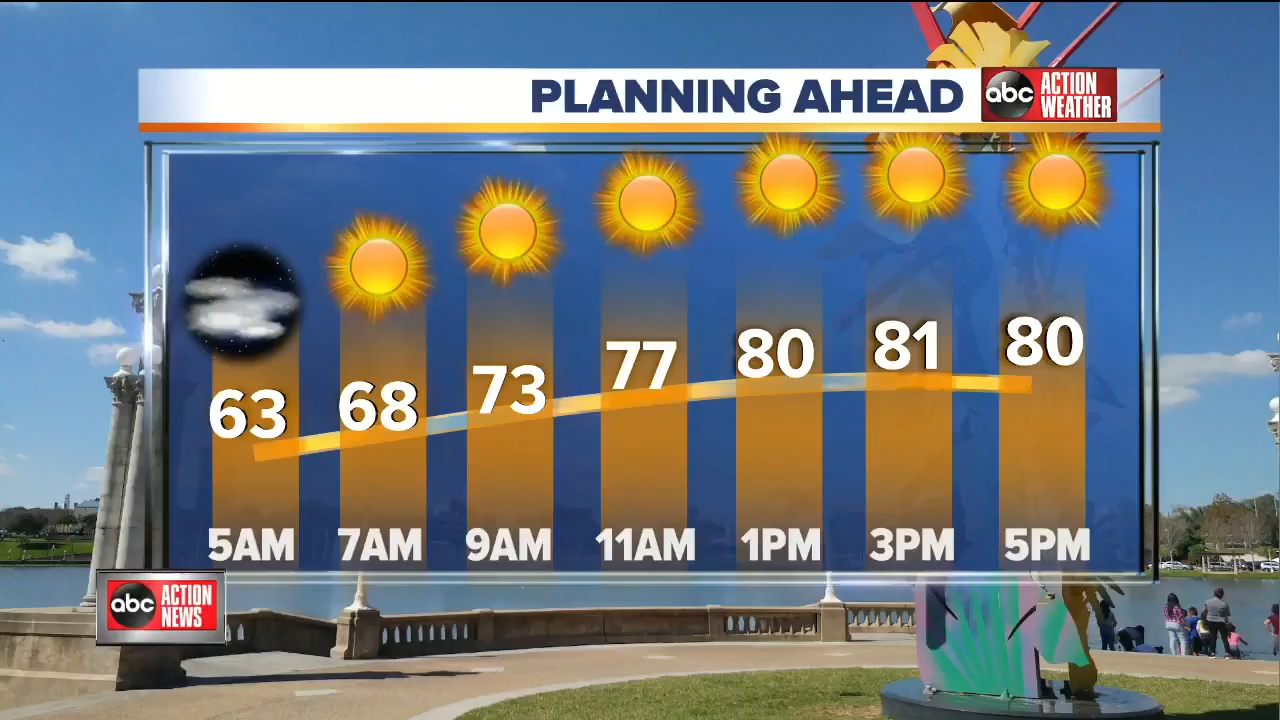 PLANNING AHEAD
abc ACTION
WEATHER
63 68 73 77 80 81 80
5AM 7AM 9AM 11AM 1PM 3PM 5PM
abc ACTION
NEWS